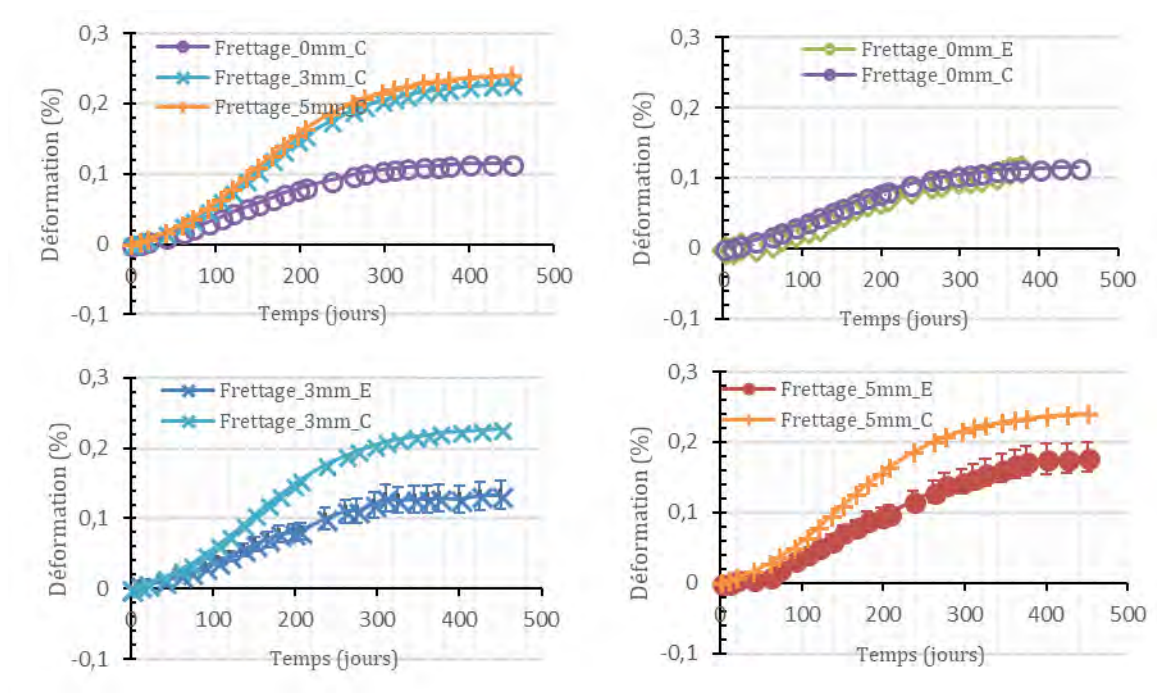 0,3
0,2
0,1
0
-0,1
Déformation (%)
Frettage_0mm_C
Frettage_3mm_C
Frettage_5mm_C
0 100 200 300 400 500
Temps (jours)
0,3
0,2
0,1
0
-0,1
Déformation (%)
Frettage_0mm_E
Frettage_0mm_C
0 100 200 300 400 500
Temps (jours)
0,3
0,2
0,1
0
-0,1
Déformation (%)
Frettage_3mm_E
Frettage_3mm_C
0 100 200 300 400 500
Temps (jours)
0,3
0,2
0,1
0
-0,1
Déformation (%)
Frettage_5mm_E
Frettage_5mm_C
0 100 200 300 400 500
Temps (jours)